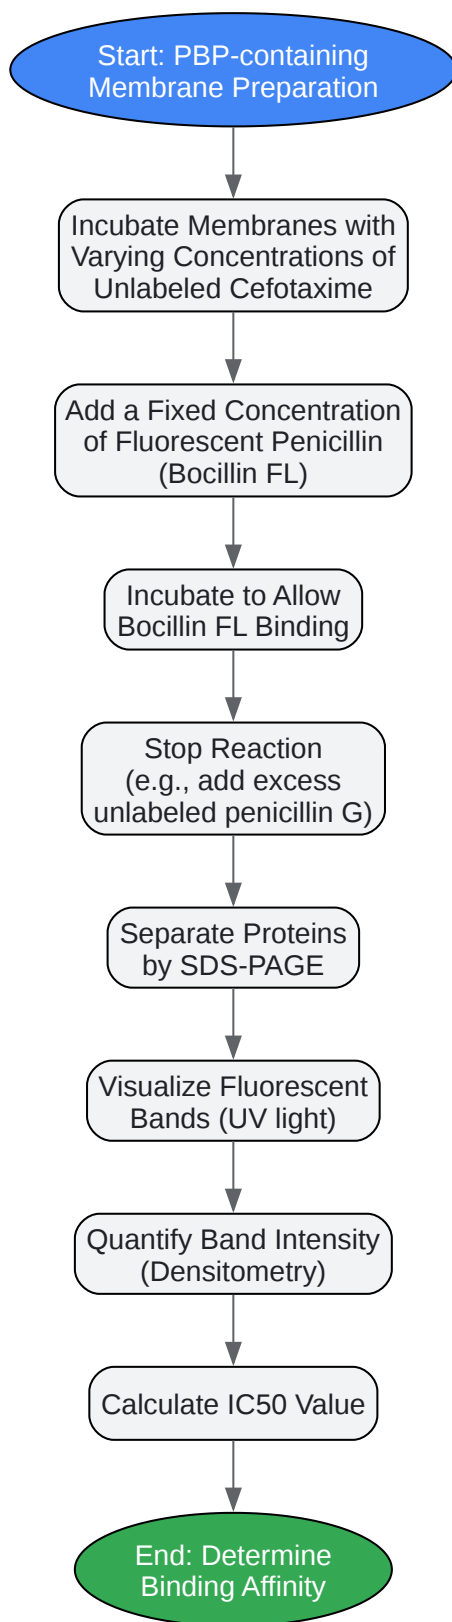 Start: PBP-containing
Membrane Preparation
Incubate Membranes with
Varying Concentrations of
Unlabeled Cefotaxime
Add a Fixed Concentration
of Fluorescent Penicillin
(Bocillin FL)
Incubate to Allow
Bocillin FL Binding
Stop Reaction
(e.g., add excess
unlabeled penicillin G)
Separate Proteins
by SDS-PAGE
Visualize Fluorescent
Bands (UV light)
Quantify Band Intensity
(Densitometry)
Calculate IC50 Value
End: Determine
Binding Affinity